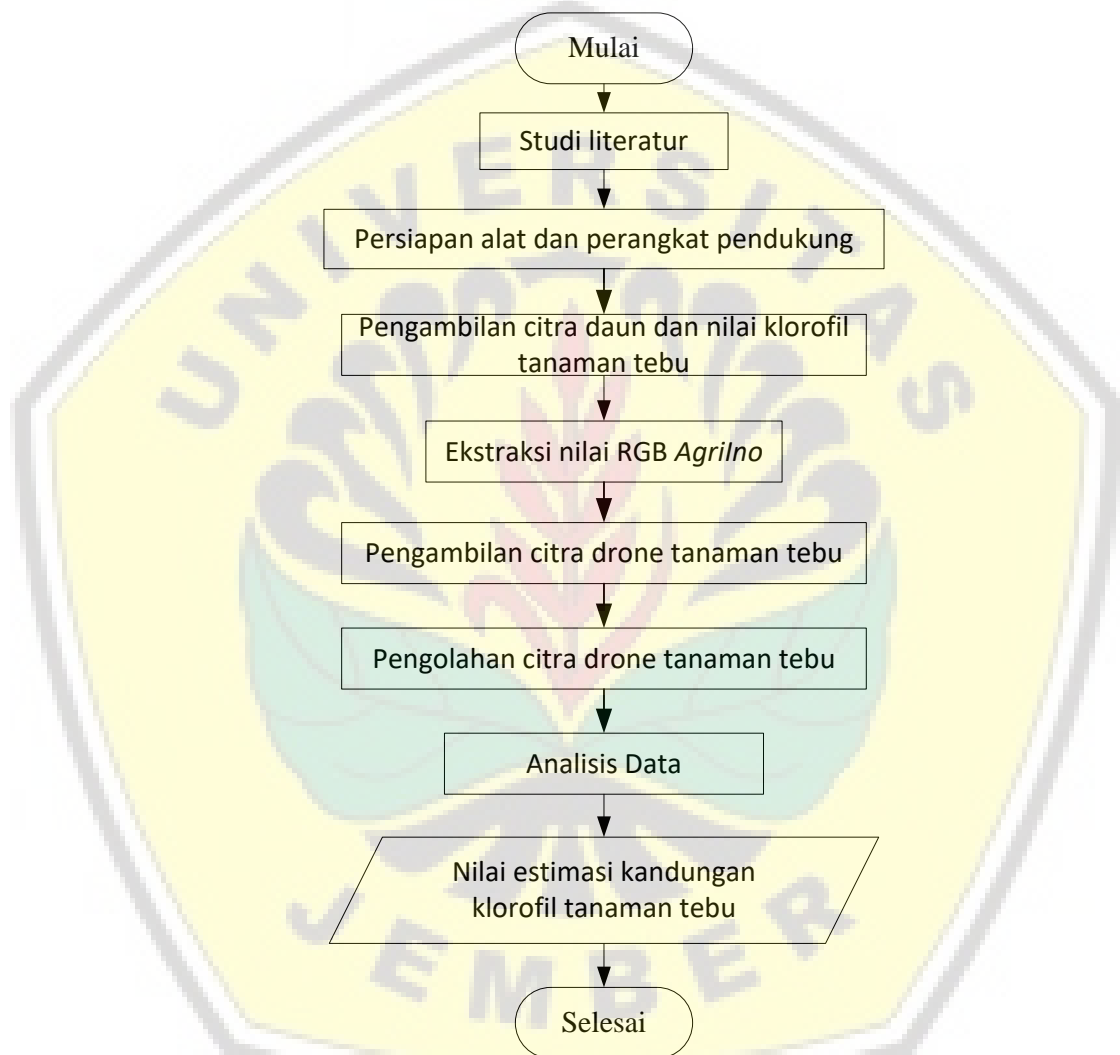 Mulai
Studi literatur
Persiapan alat dan perangkat pendukung
Pengambilan citra daun dan nilai klorofil
tanaman tebu
Ekstraksi nilai RGB AgriIno
Pengambilan citra drone tanaman tebu
Pengolahan citra drone tanaman tebu
Analisis Data
Nilai estimasi kandungan
klorofil tanaman tebu
Selesai
UNIVERSITAS
JEMBER